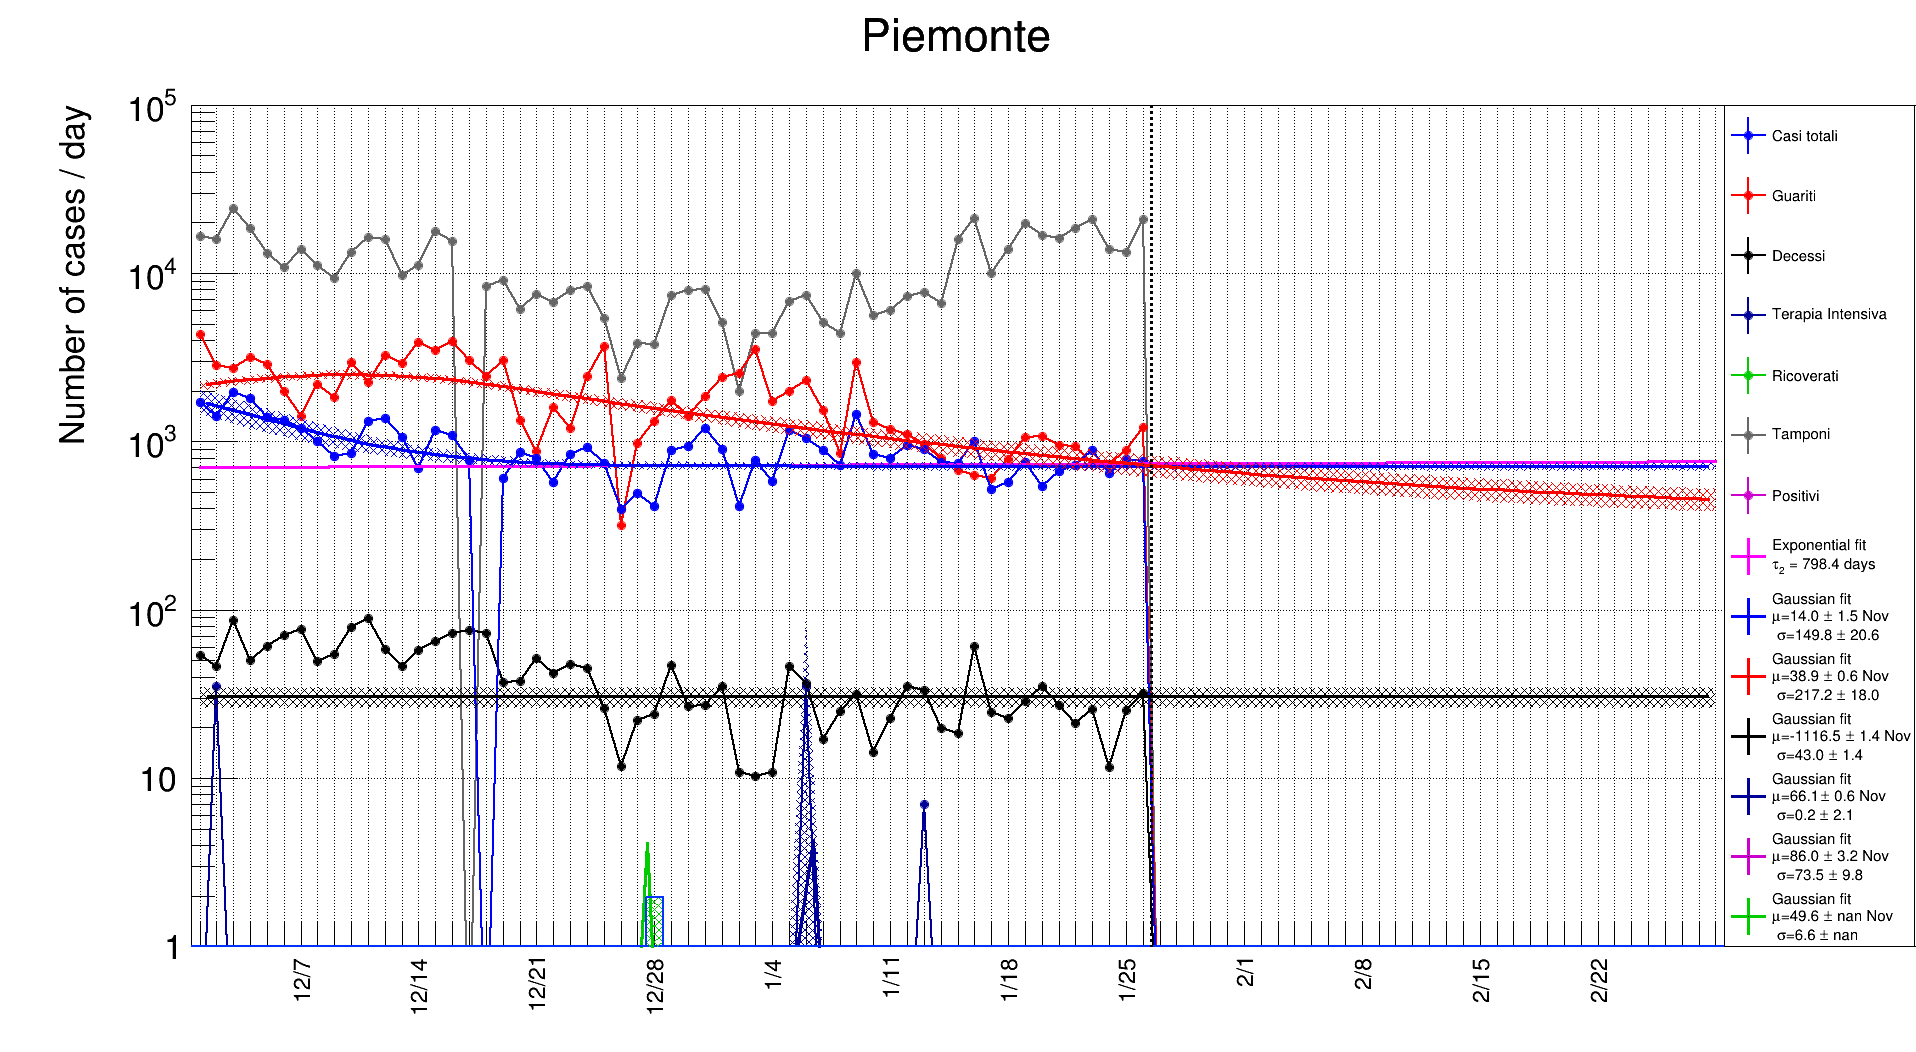 Piemonte
Number of cases / day
10^5
10^4
10^3
10^2
10
1
12/7
12/14
12/21
12/28
1/4
1/11
1/18
1/25
2/1
2/8
2/15
2/22
Casi totali
Guariti
Decessi
Terapia Intensiva
Ricoverati
Tamponi
Positivi
Exponential fit
τ₂ = 798.4 days
Gaussian fit
μ=14.0 ± 1.5 Nov
σ=149.8 ± 20.6
Gaussian fit
μ=38.9 ± 0.6 Nov
σ=217.2 ± 18.0
Gaussian fit
μ=-1116.5 ± 1.4 Nov
σ=43.0 ± 1.4
Gaussian fit
μ=66.1 ± 0.6 Nov
σ=0.2 ± 2.1
Gaussian fit
μ=86.0 ± 3.2 Nov
σ=73.5 ± 9.8
Gaussian fit
μ=49.6 ± nan Nov
σ=6.6 ± nan